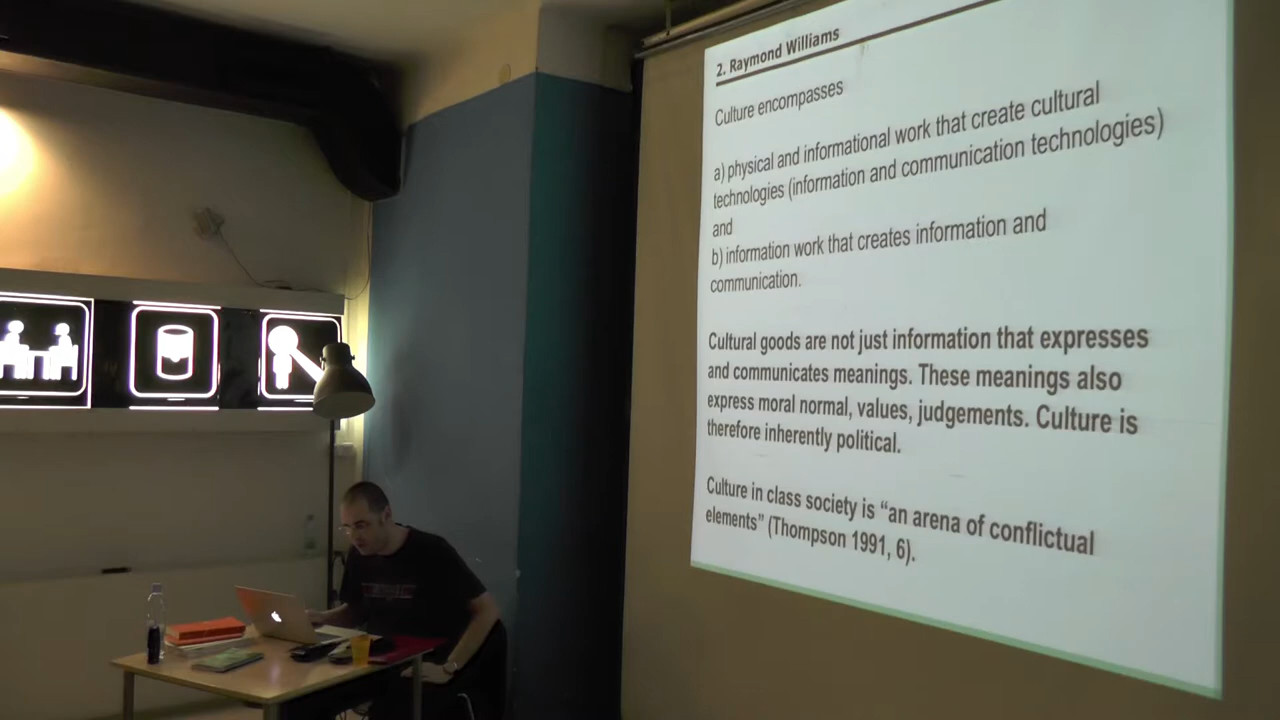 2. Raymond Williams
Culture encompasses
a) physical and informational work that create cultural
technologies (information and communication technologies)
and
b) information work that creates information and
communication.
Cultural goods are not just information that expresses
and communicates meanings. These meanings also
express moral normal, values, judgements. Culture is
therefore inherently political.
Culture in class society is “an arena of conflictual
elements” (Thompson 1991, 6).